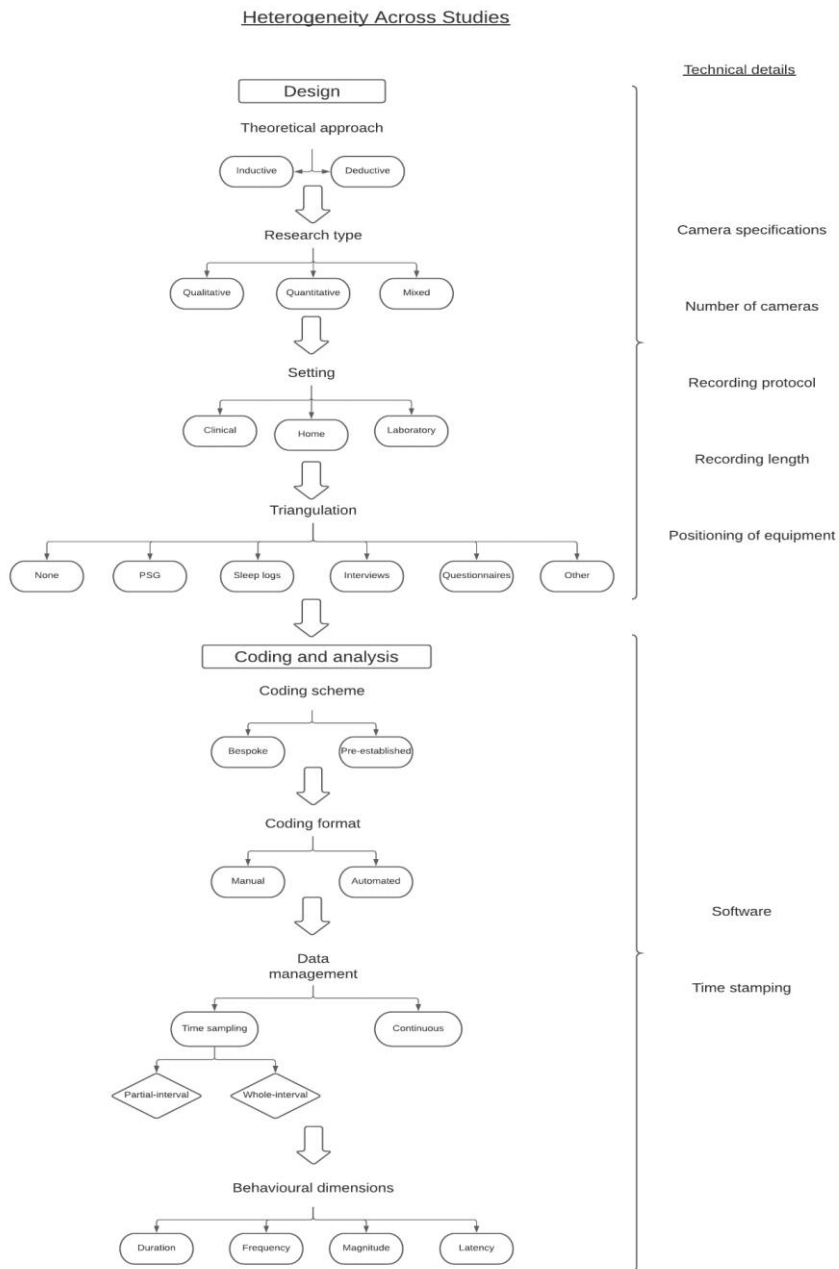 Heterogeneity Across Studies
Technical details
Design
Theoretical approach
Inductive
Deductive
Research type
Camera specifications
Qualitative
Quantitative
Mixed
Number of cameras
Setting
Recording protocol
Clinical
Home
Laboratory
Recording length
Triangulation
Positioning of equipment
None
PSG
Sleep logs
Interviews
Questionnaires
Other
Coding and analysis
Coding scheme
Bespoke
Pre-established
Coding format
Manual
Automated
Software
Data
management
Time stamping
Time sampling
Continuous
Partial-interval
Whole-interval
Behavioural dimensions
Duration
Frequency
Magnitude
Latency